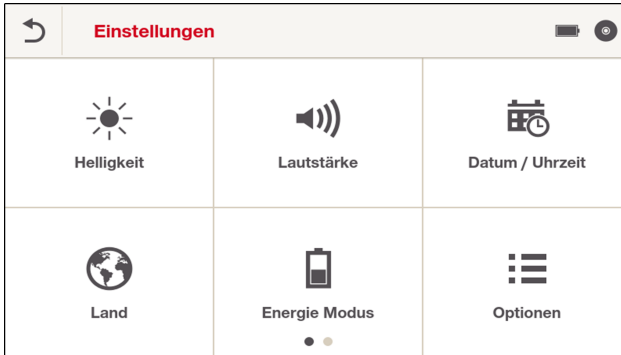 Einstellungen
Helligkeit
Lautstärke
Datum / Uhrzeit
Land
Energie Modus
Optionen